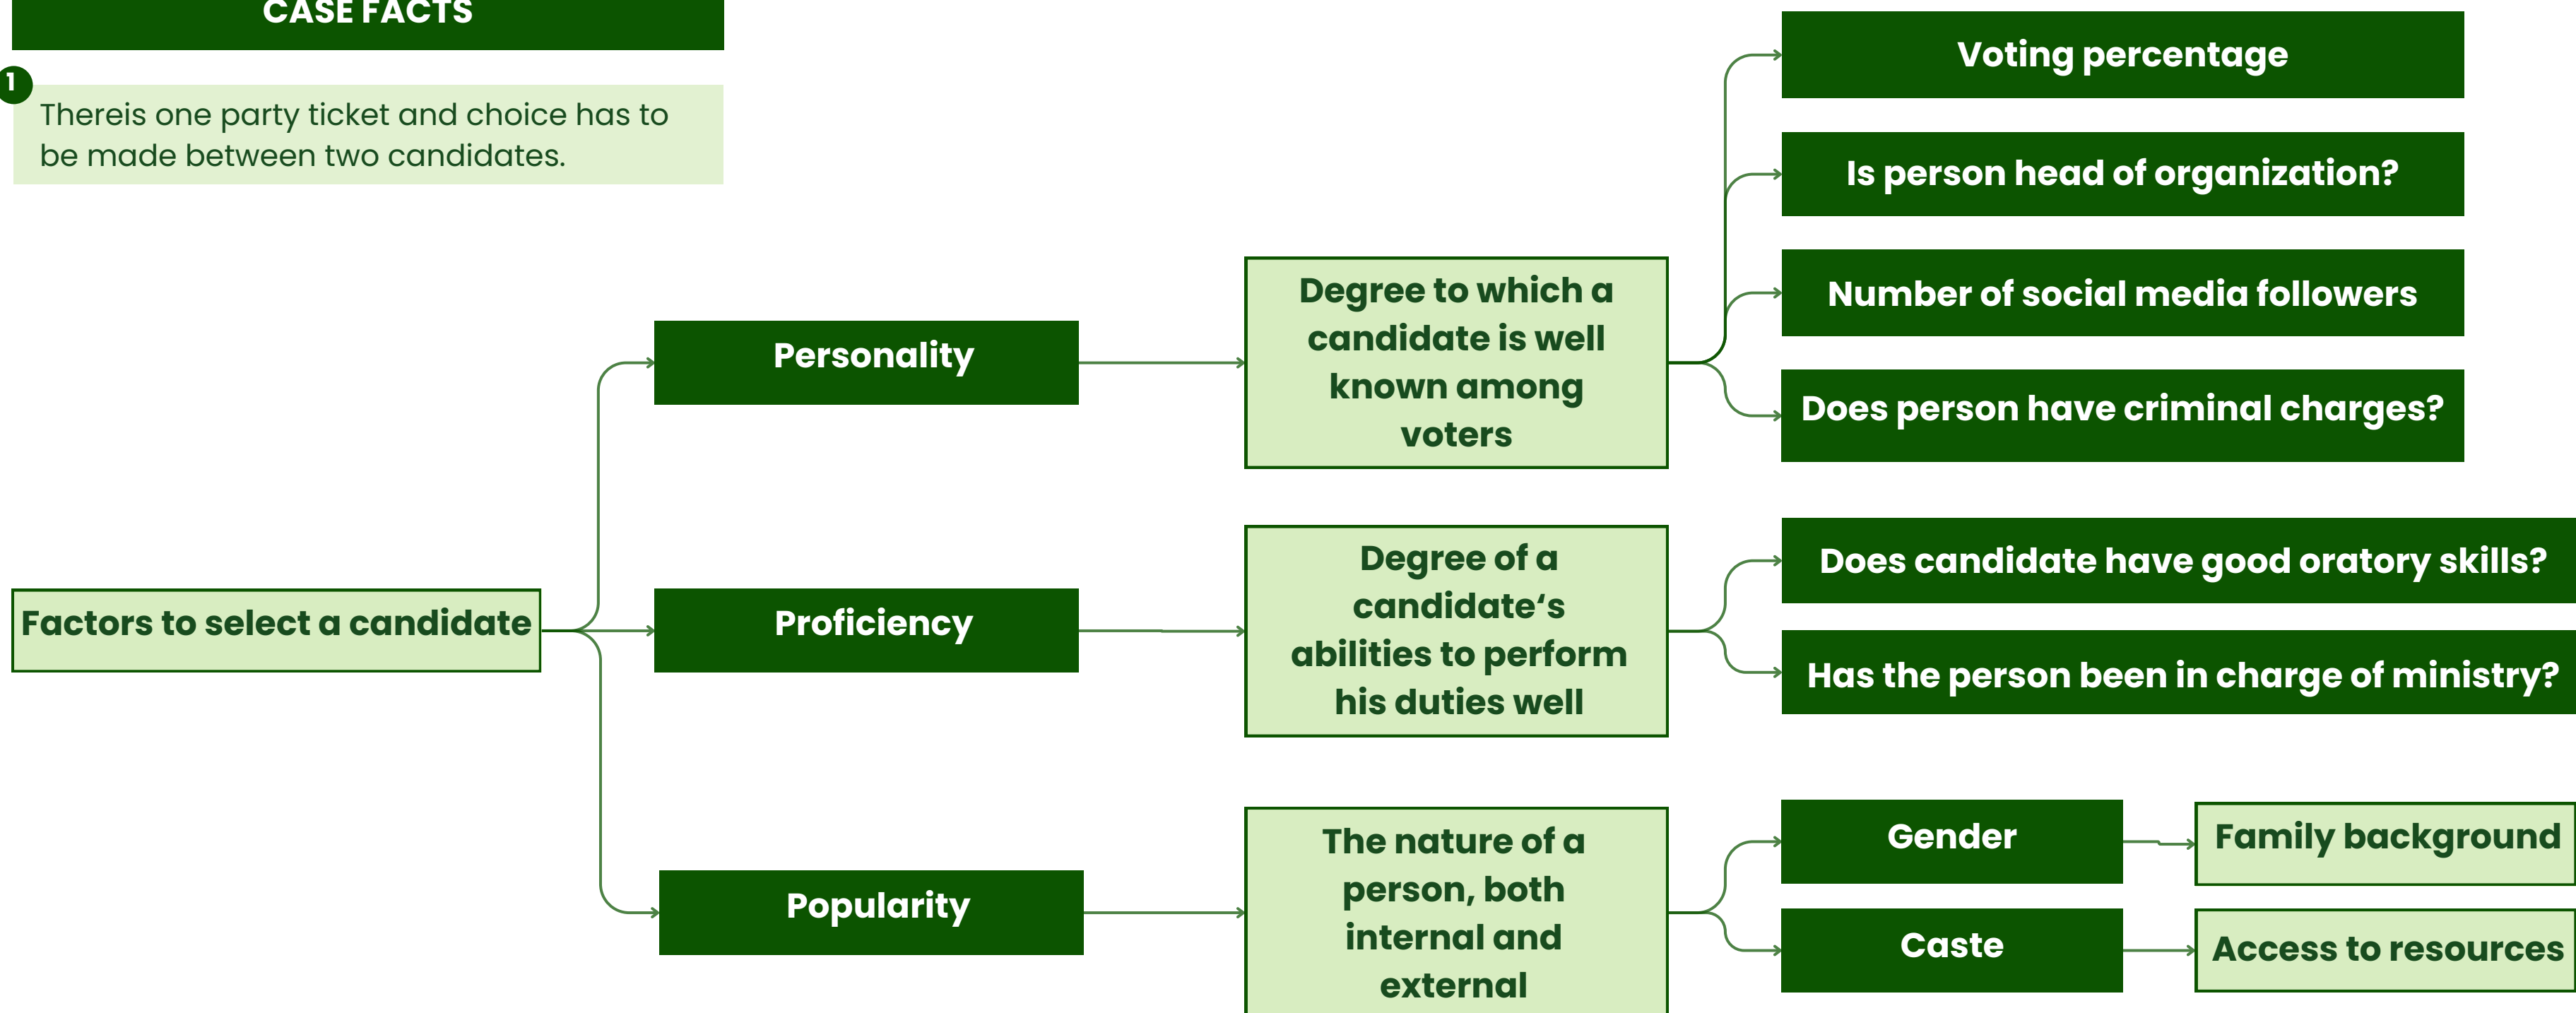 CASE FACTS
1
Thereis one party ticket and choice has to
be made between two candidates.
Factors to select a candidate
Personality
Degree to which a
candidate is well
known among
voters
Voting percentage
Is person head of organization?
Number of social media followers
Does person have criminal charges?
Proficiency
Degree of a
candidate‘s
abilities to perform
his duties well
Does candidate have good oratory skills?
Has the person been in charge of ministry?
Popularity
The nature of a
person, both
internal and
external
Gender
Family background
Caste
Access to resources